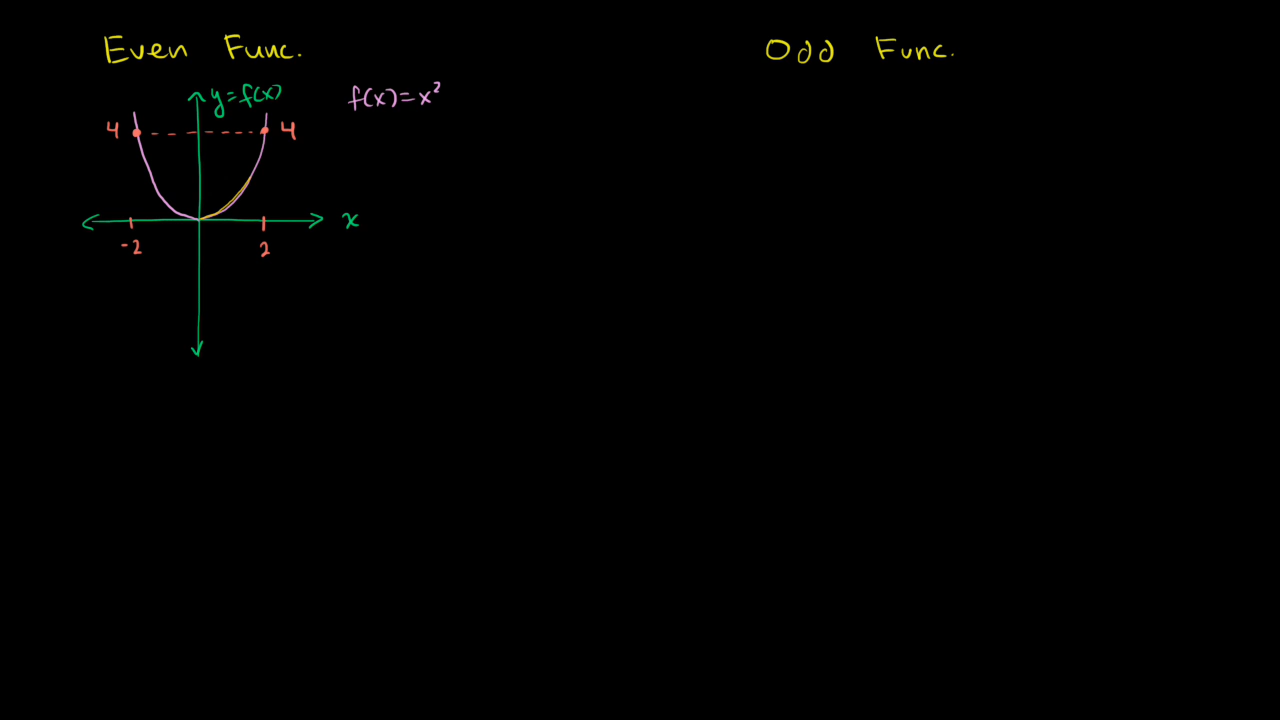 Even Func.
Odd Func.
y=f(x)
f(x)=x²
4
4
x
-2
2